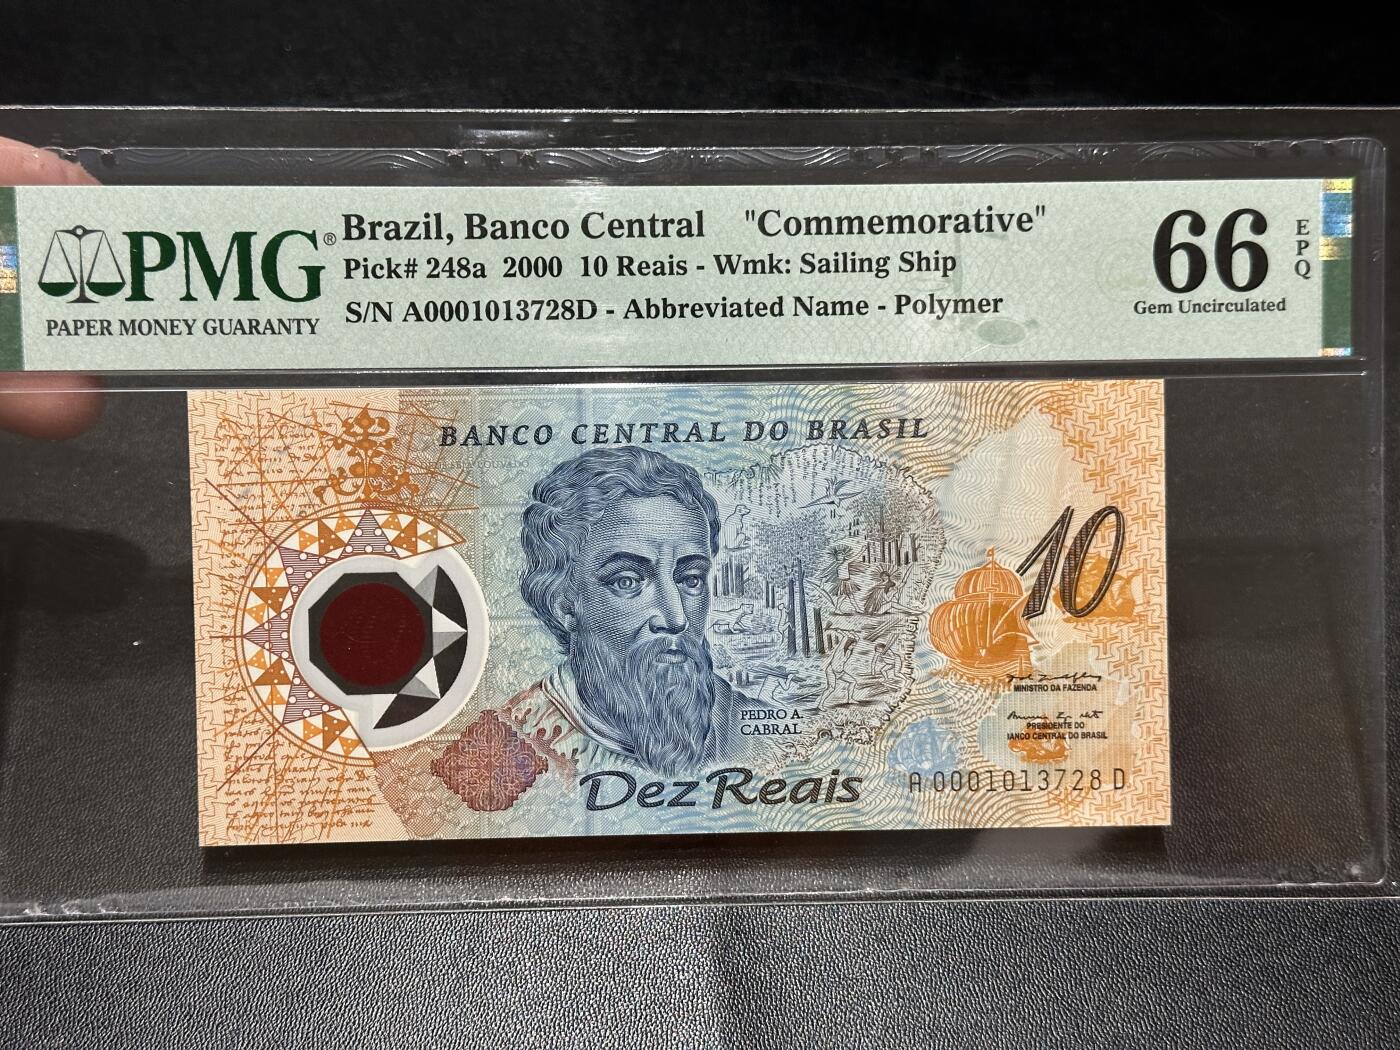 PMG®
PAPER MONEY GUARANTY
Brazil, Banco Central "Commemorative"
Pick# 248a 2000 10 Reais - Wmk: Sailing Ship
S/N A0001013728D - Abbreviated Name - Polymer
66
EPQ
Gem Uncirculated
BANCO CENTRAL DO BRASIL
10
PEDRO A.
CABRAL
MINISTRO DA FAZENDA
PRESIDENTE DO
BANCO CENTRAL DO BRASIL
Dez Reais
A 0001013728 D